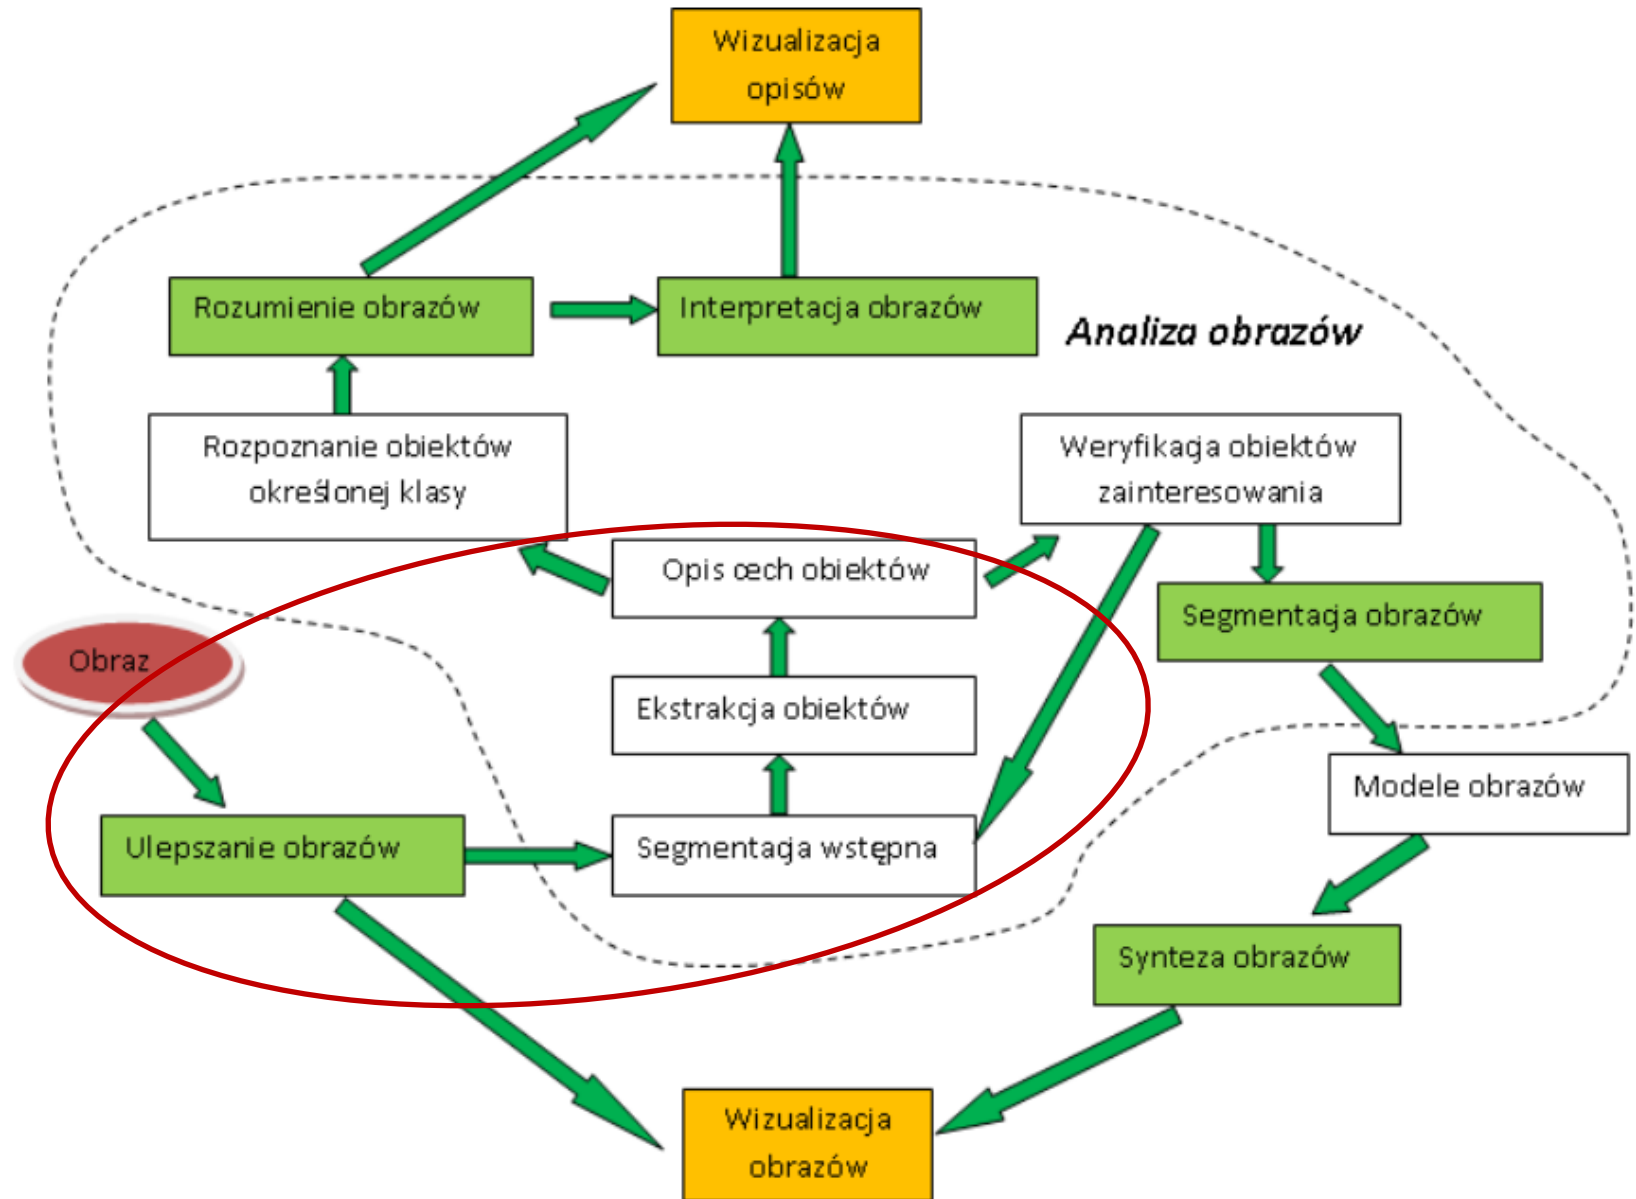 Wizualizacja
opisów
Rozumienie obrazów
Interpretacja obrazów
Analiza obrazów
Rozpoznanie obiektów
określonej klasy
Weryfikacja obiektów
zainteresowania
Opis cech obiektów
Segmentacja obrazów
Obraz
Ekstrakcja obiektów
Modele obrazów
Ulepszanie obrazów
Segmentacja wstępna
Synteza obrazów
Wizualizacja
obrazów